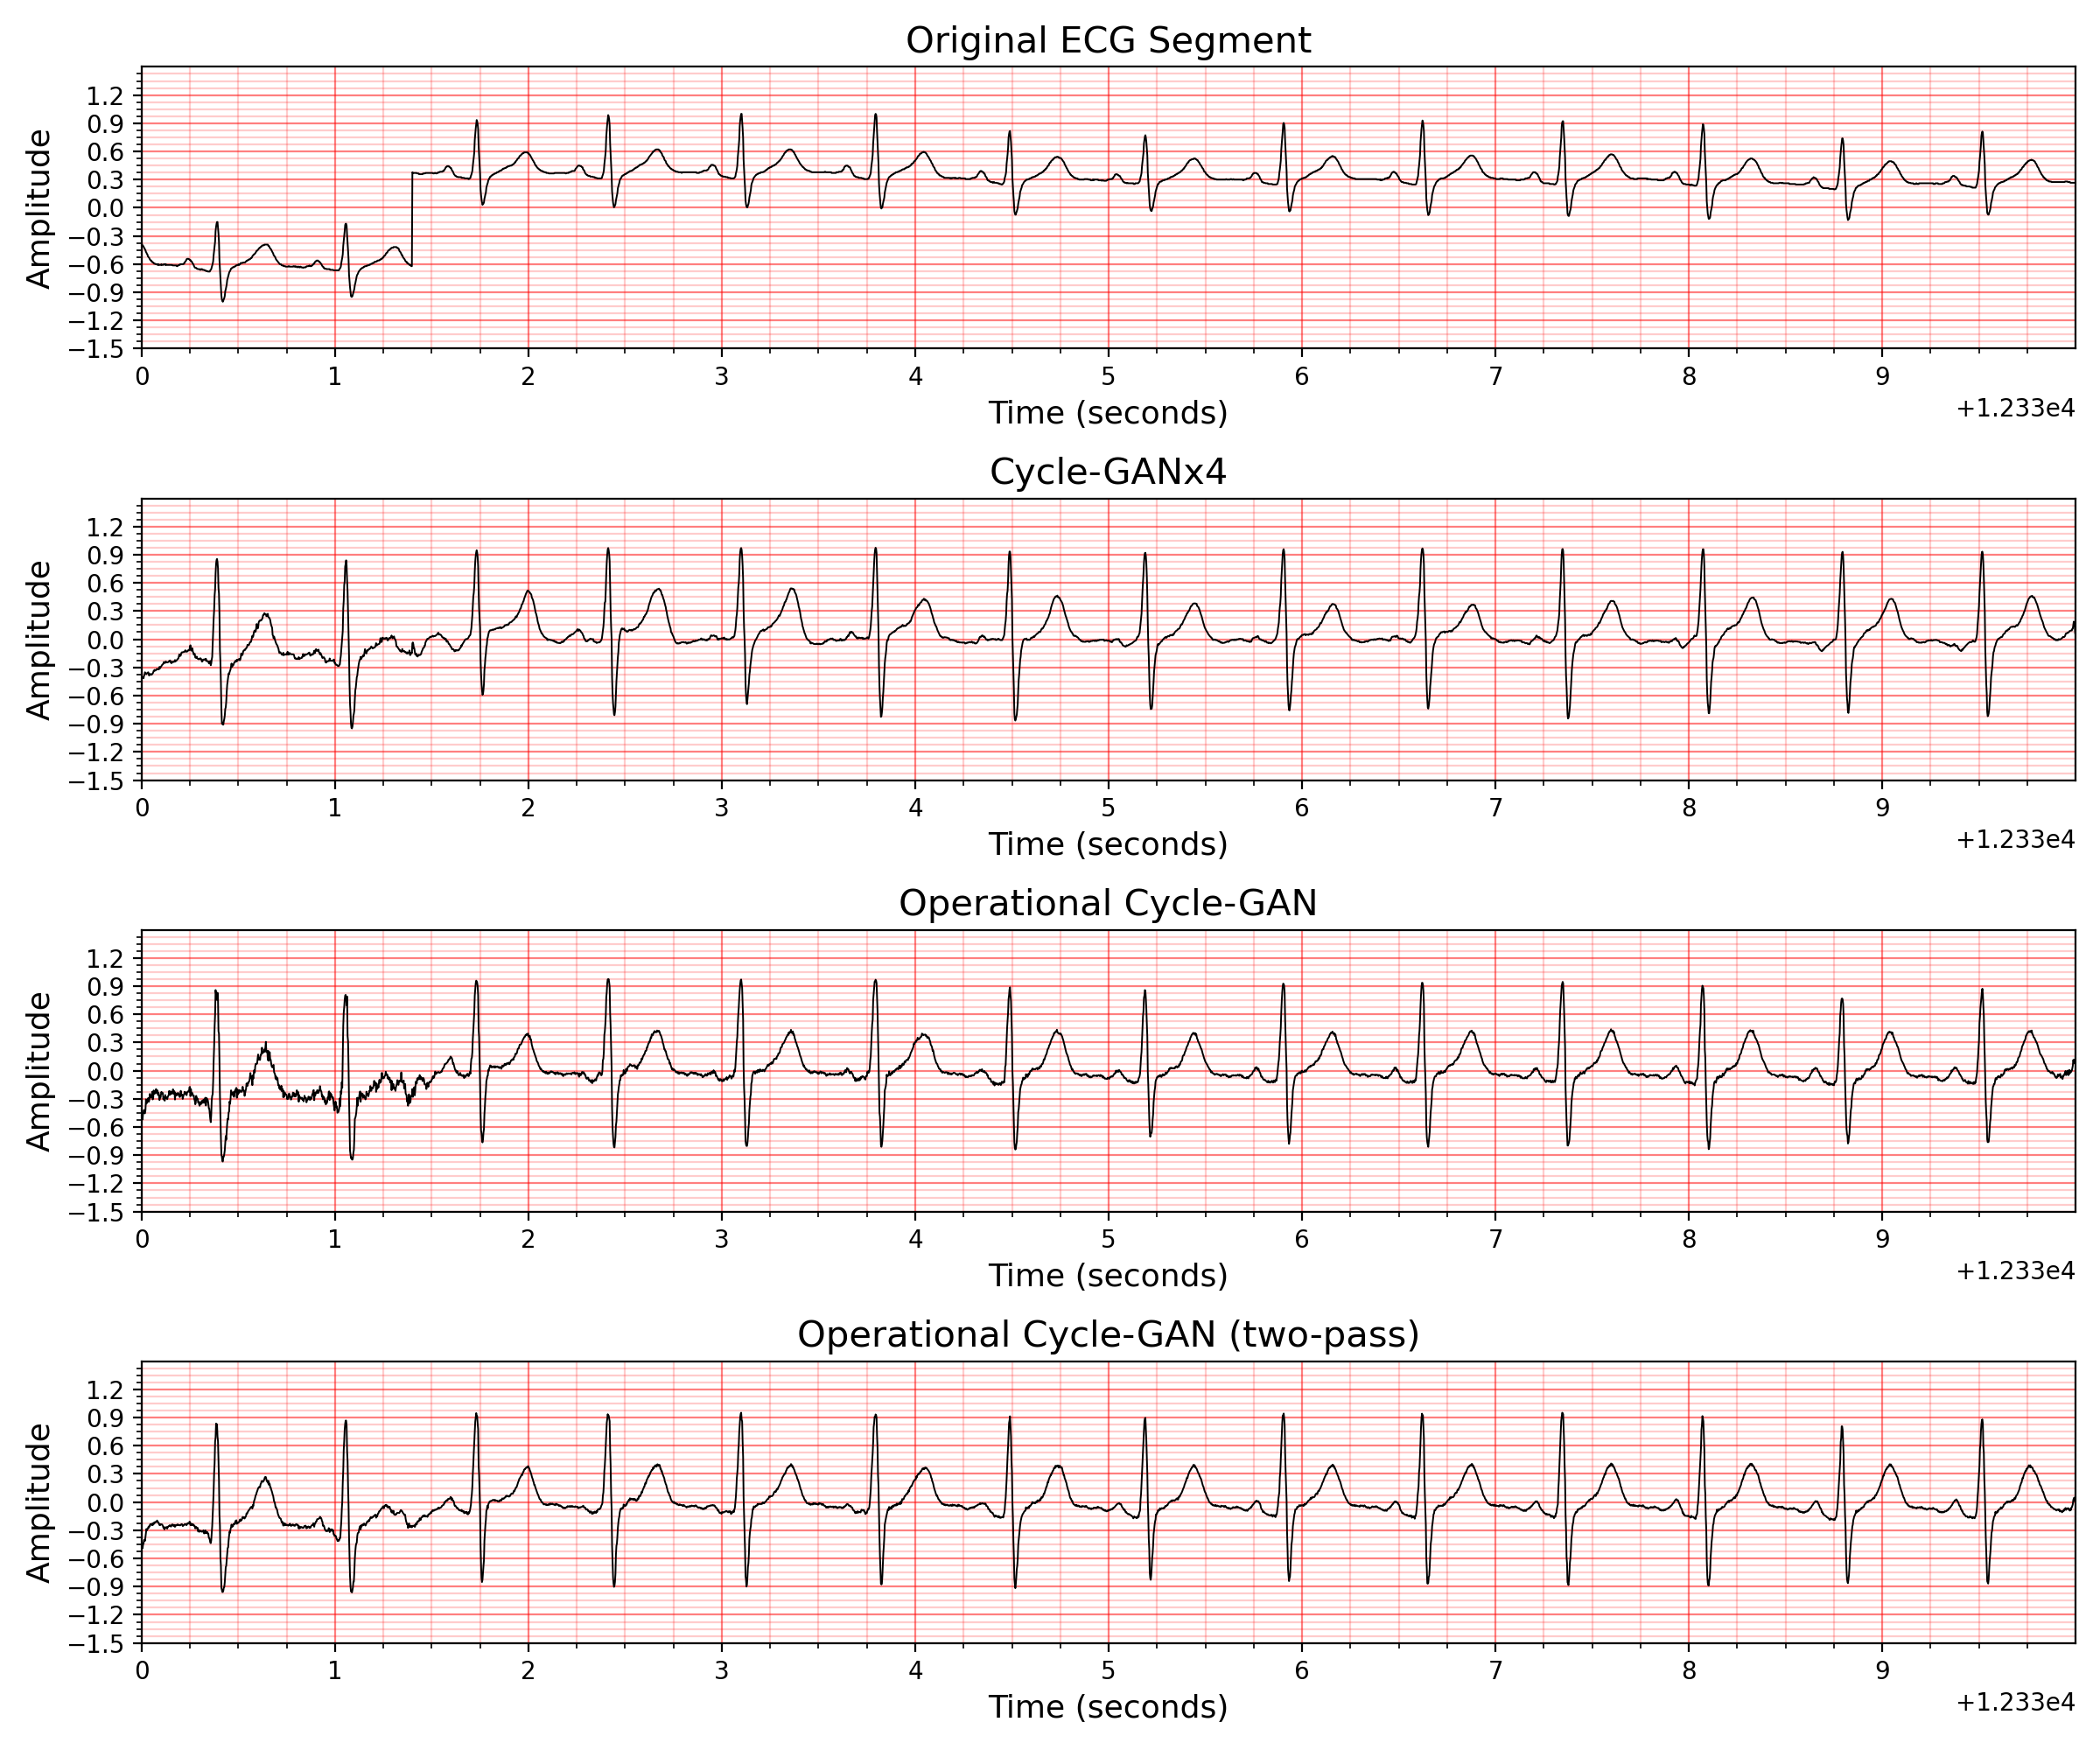 Original ECG Segment
Amplitude
1.2
0.9
0.6
0.3
0.0
−0.3
−0.6
−0.9
−1.2
−1.5
0 1 2 3 4 5 6 7 8 9
Time (seconds)
+1.233e4
Cycle-GANx4
Amplitude
1.2
0.9
0.6
0.3
0.0
−0.3
−0.6
−0.9
−1.2
−1.5
0 1 2 3 4 5 6 7 8 9
Time (seconds)
+1.233e4
Operational Cycle-GAN
Amplitude
1.2
0.9
0.6
0.3
0.0
−0.3
−0.6
−0.9
−1.2
−1.5
0 1 2 3 4 5 6 7 8 9
Time (seconds)
+1.233e4
Operational Cycle-GAN (two-pass)
Amplitude
1.2
0.9
0.6
0.3
0.0
−0.3
−0.6
−0.9
−1.2
−1.5
0 1 2 3 4 5 6 7 8 9
Time (seconds)
+1.233e4